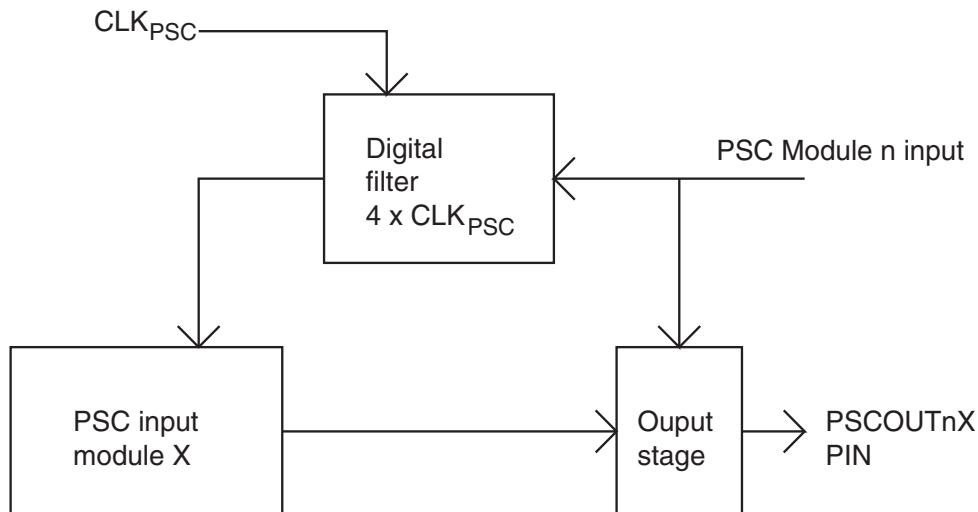 CLKPSC
Digital
filter
4 x CLKPSC
PSC Module n input
PSC input
module X
Ouput
stage
PSCOUTnX
PIN